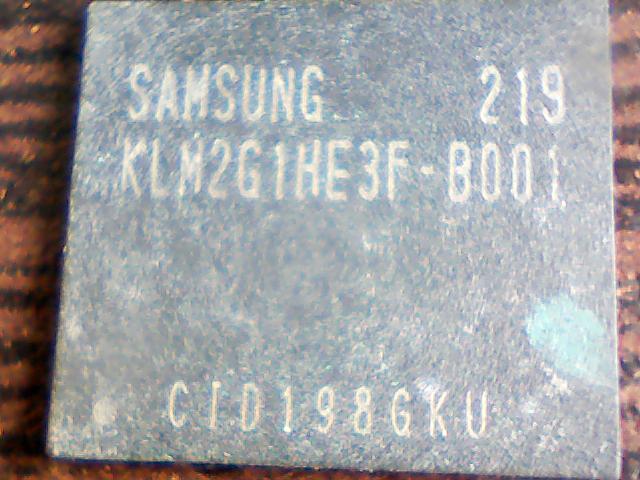 SAMSUNG 219
KLM2G1HE3F-B001
CID198GKU